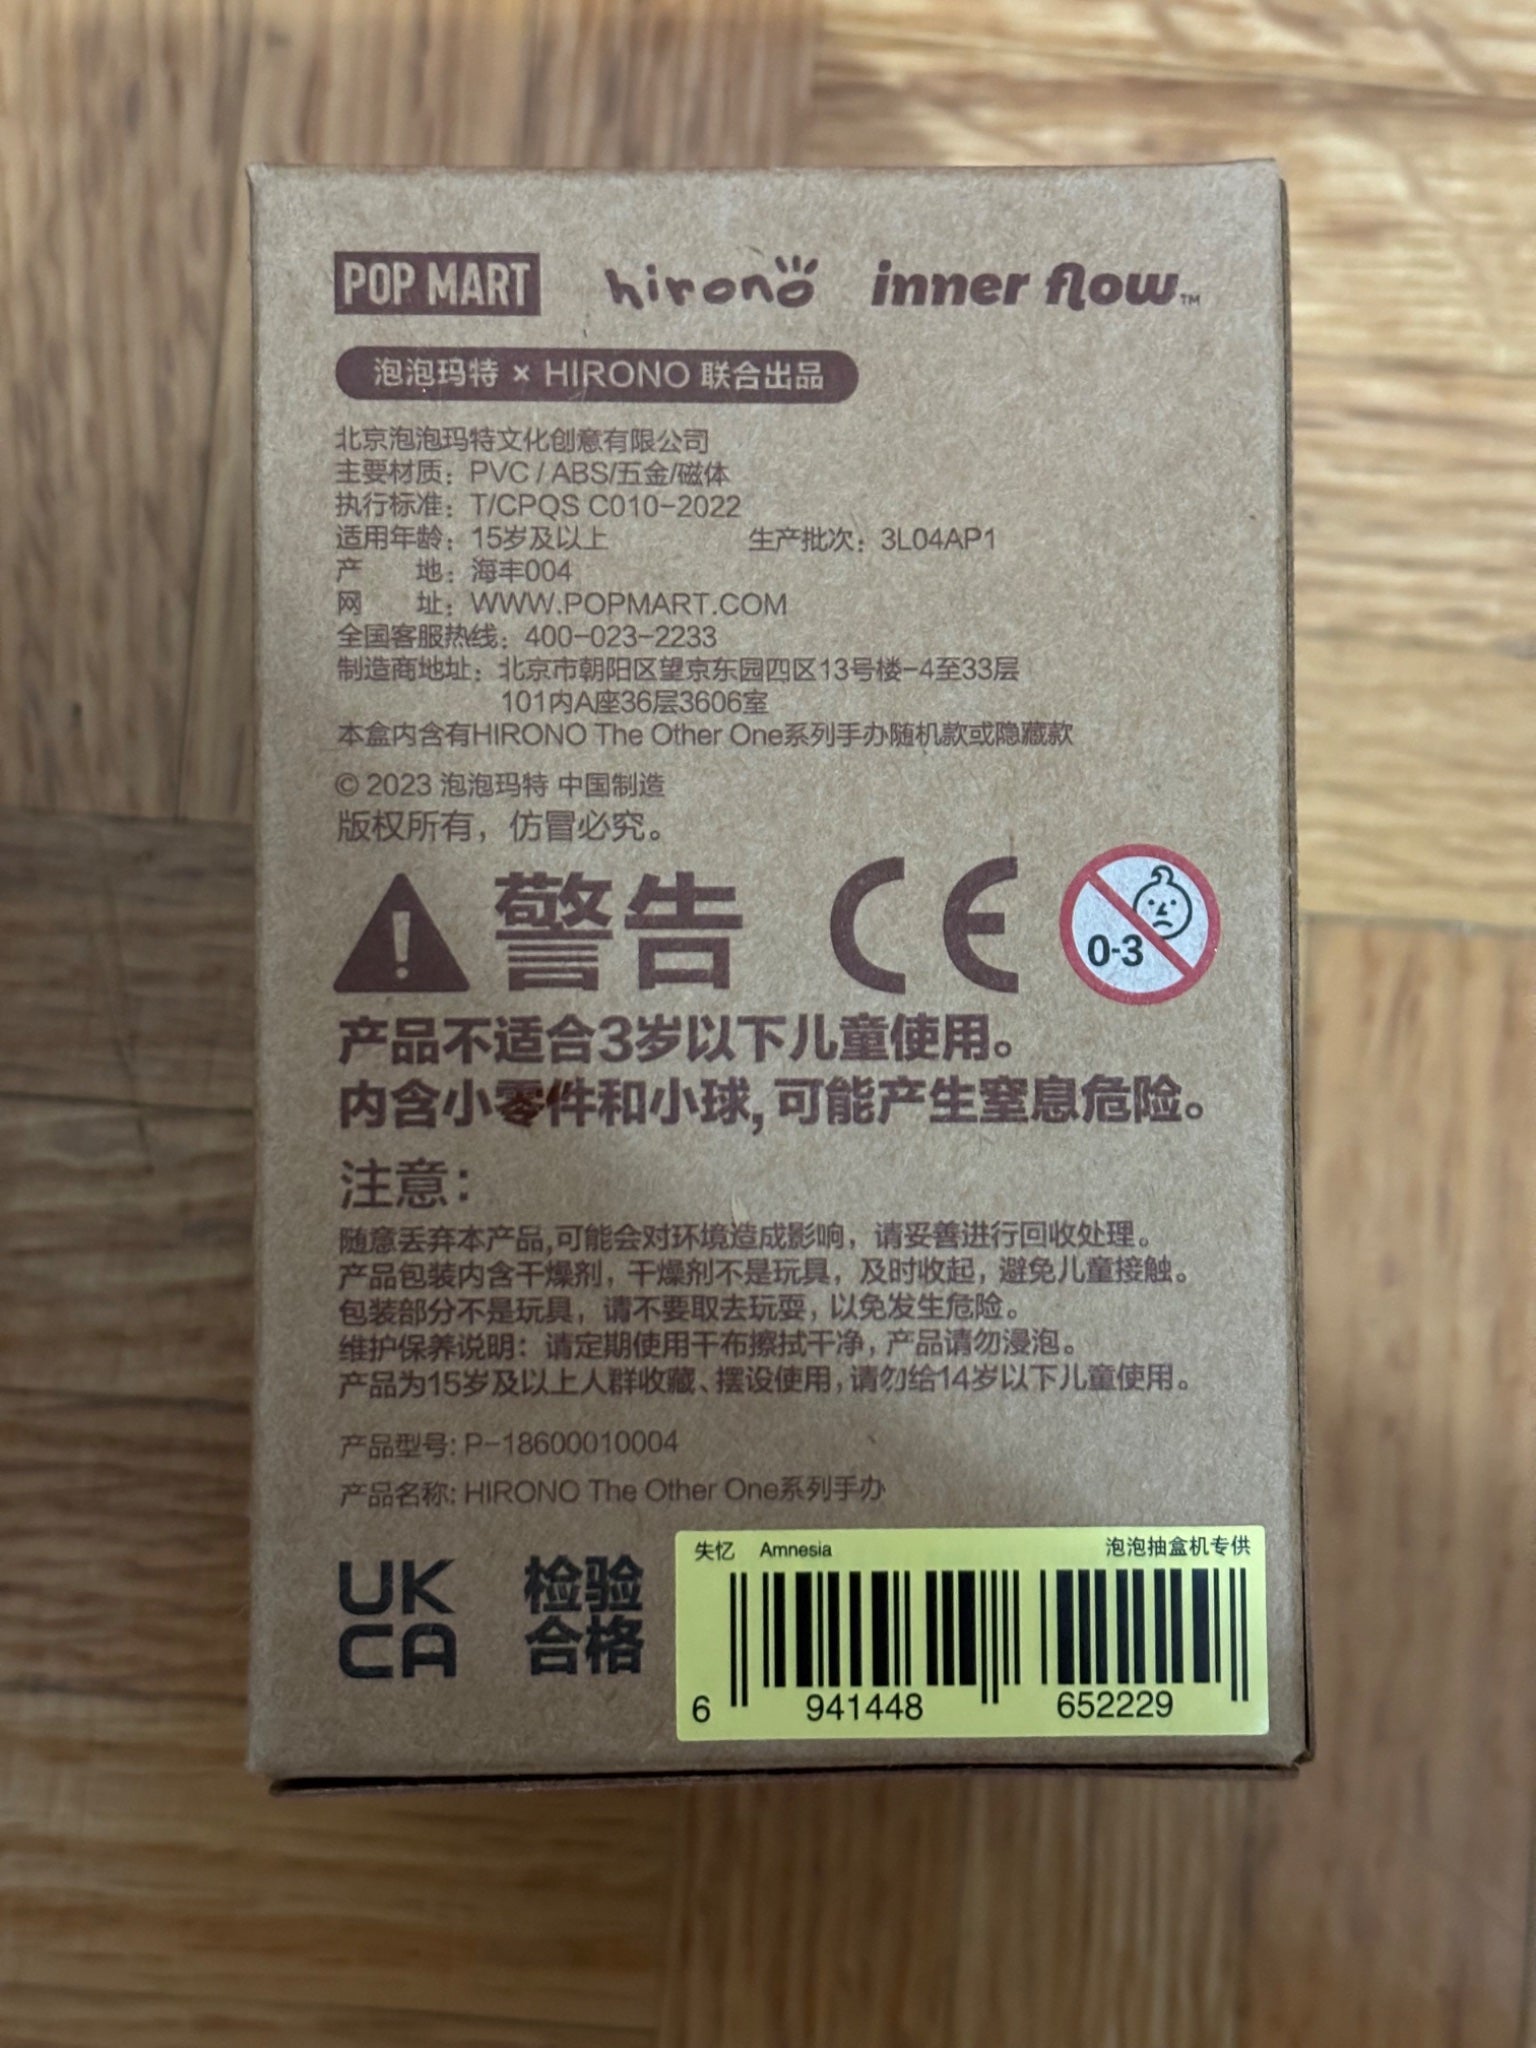 POP MART hirono inner flow™
泡泡玛特 × HIRONO 联合出品
北京泡泡玛特文化创意有限公司
主要材质：PVC / ABS/五金/磁体
执行标准：T/CPQS C010-2022
适用年龄：15岁及以上 生产批次：3L04AP1
产 地：海丰004
网 址：WWW.POPMART.COM
全国客服热线：400-023-2233
制造商地址：北京市朝阳区望京东园四区13号楼-4至33层
101内A座36层3606室
本盒内含有HIRONO The Other One系列手办随机款或隐藏款
© 2023 泡泡玛特 中国制造
版权所有，仿冒必究。
警告 CE 0-3
产品不适合3岁以下儿童使用。
内含小零件和小球,可能产生窒息危险。
注意：
随意丢弃本产品,可能会对环境造成影响，请妥善进行回收处理。
产品包装内含干燥剂，干燥剂不是玩具，及时收起，避免儿童接触。
包装部分不是玩具，请不要取去玩耍，以免发生危险。
维护保养说明：请定期使用干布擦拭干净，产品请勿浸泡。
产品为15岁及以上人群收藏、摆设使用，请勿给14岁以下儿童使用。
产品型号: P-18600010004
产品名称: HIRONO The Other One系列手办
UK
CA
检验
合格
失忆 Amnesia 泡泡抽盒机专供
6 941448 652229